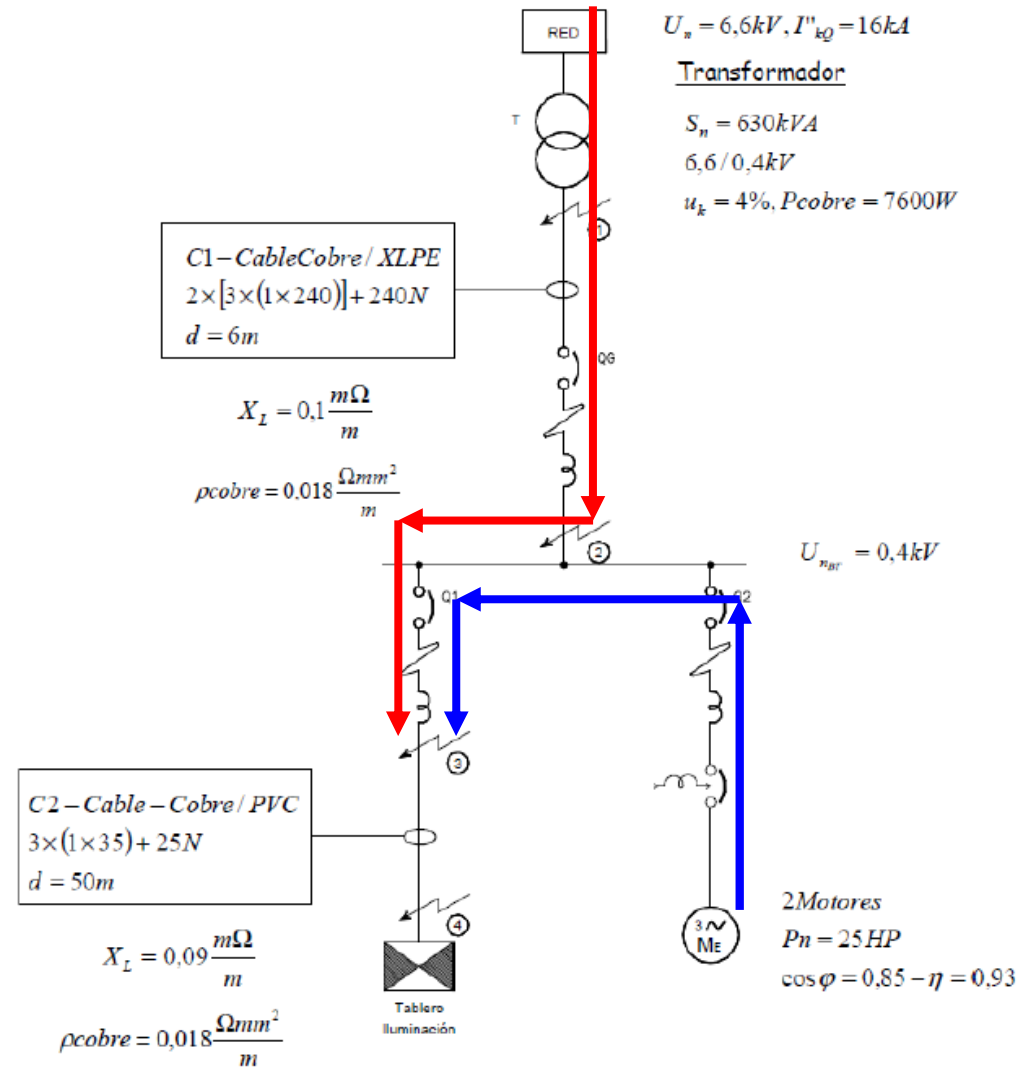 RED
U_n = 6,6kV, I"_kQ = 16kA
Transformador
T
S_n = 630kVA
6,6 / 0,4kV
u_k = 4%, Pcobre = 7600W
1
C1 – CableCobre / XLPE
2×[3×(1×240)]+ 240N
d = 6m
QG
X_L = 0,1 mΩ/m
ρcobre = 0,018 Ωmm²/m
2
U_nBT = 0,4kV
Q1
Q2
3
C2 – Cable – Cobre / PVC
3×(1×35)+ 25N
d = 50m
4
3~
ME
2Motores
Pn = 25HP
cos φ = 0,85 – η = 0,93
X_L = 0,09 mΩ/m
Tablero
Iluminación
ρcobre = 0,018 Ωmm²/m